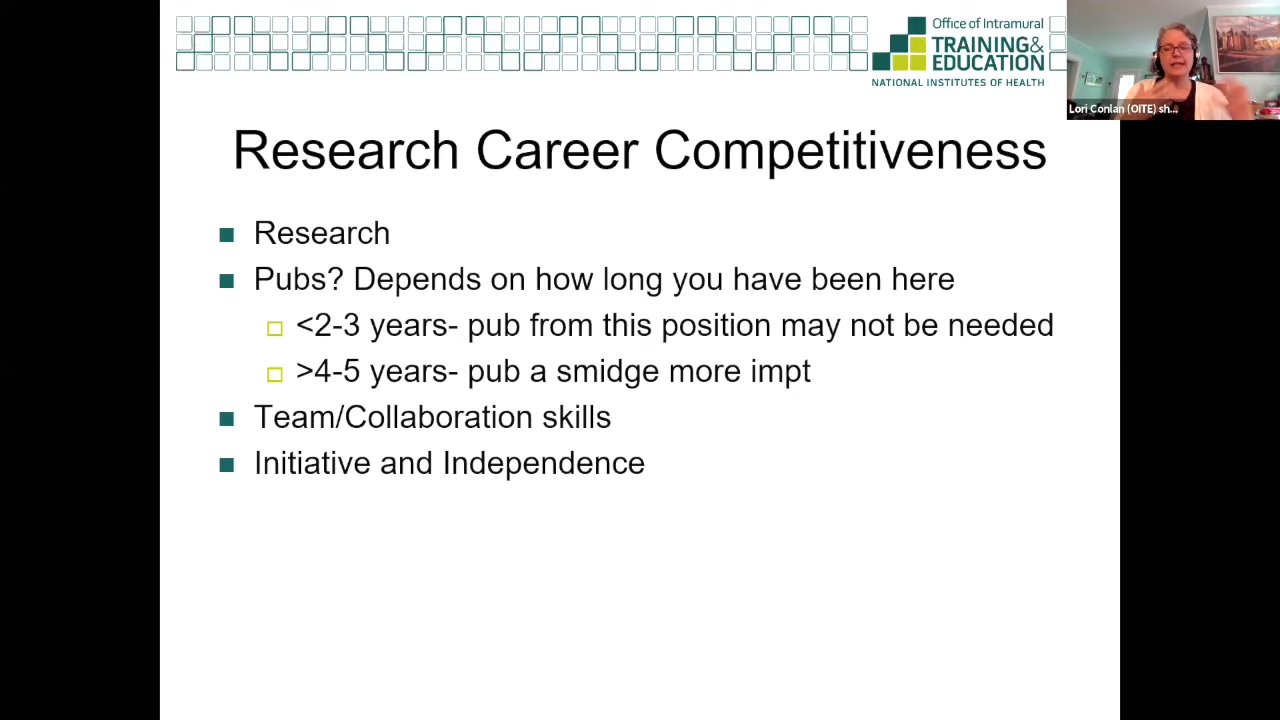 Office of Intramural
TRAINING&
EDUCATION
NATIONAL INSTITUTES OF HEALTH
Lori Conlan (OITE) sh...
Research Career Competitiveness
Research
Pubs? Depends on how long you have been here
<2-3 years- pub from this position may not be needed
>4-5 years- pub a smidge more impt
Team/Collaboration skills
Initiative and Independence